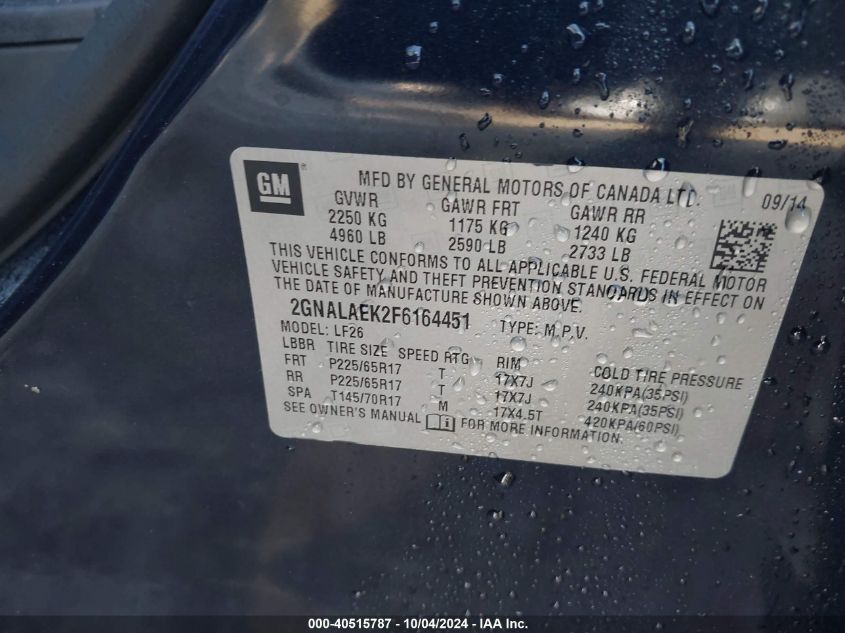 GM ®
MFD BY GENERAL MOTORS OF CANADA LTD.
09/14
GVWR GAWR FRT GAWR RR
2250 KG 1175 KG 1240 KG
4960 LB 2590 LB 2733 LB
THIS VEHICLE CONFORMS TO ALL APPLICABLE U.S. FEDERAL MOTOR
VEHICLE SAFETY AND THEFT PREVENTION STANDARDS IN EFFECT ON
THE DATE OF MANUFACTURE SHOWN ABOVE.
2GNALAEK2F6164451 TYPE: M.P.V.
MODEL: LF26
LBBR TIRE SIZE SPEED RTG RIM COLD TIRE PRESSURE
FRT P225/65R17 T 17X7J 240KPA(35PSI)
RR P225/65R17 T 17X7J 240KPA(35PSI)
SPA T145/70R17 M 17X4.5T 420KPA(60PSI)
SEE OWNER'S MANUAL i FOR MORE INFORMATION.
000-40515787 - 10/04/2024 - IAAI.com